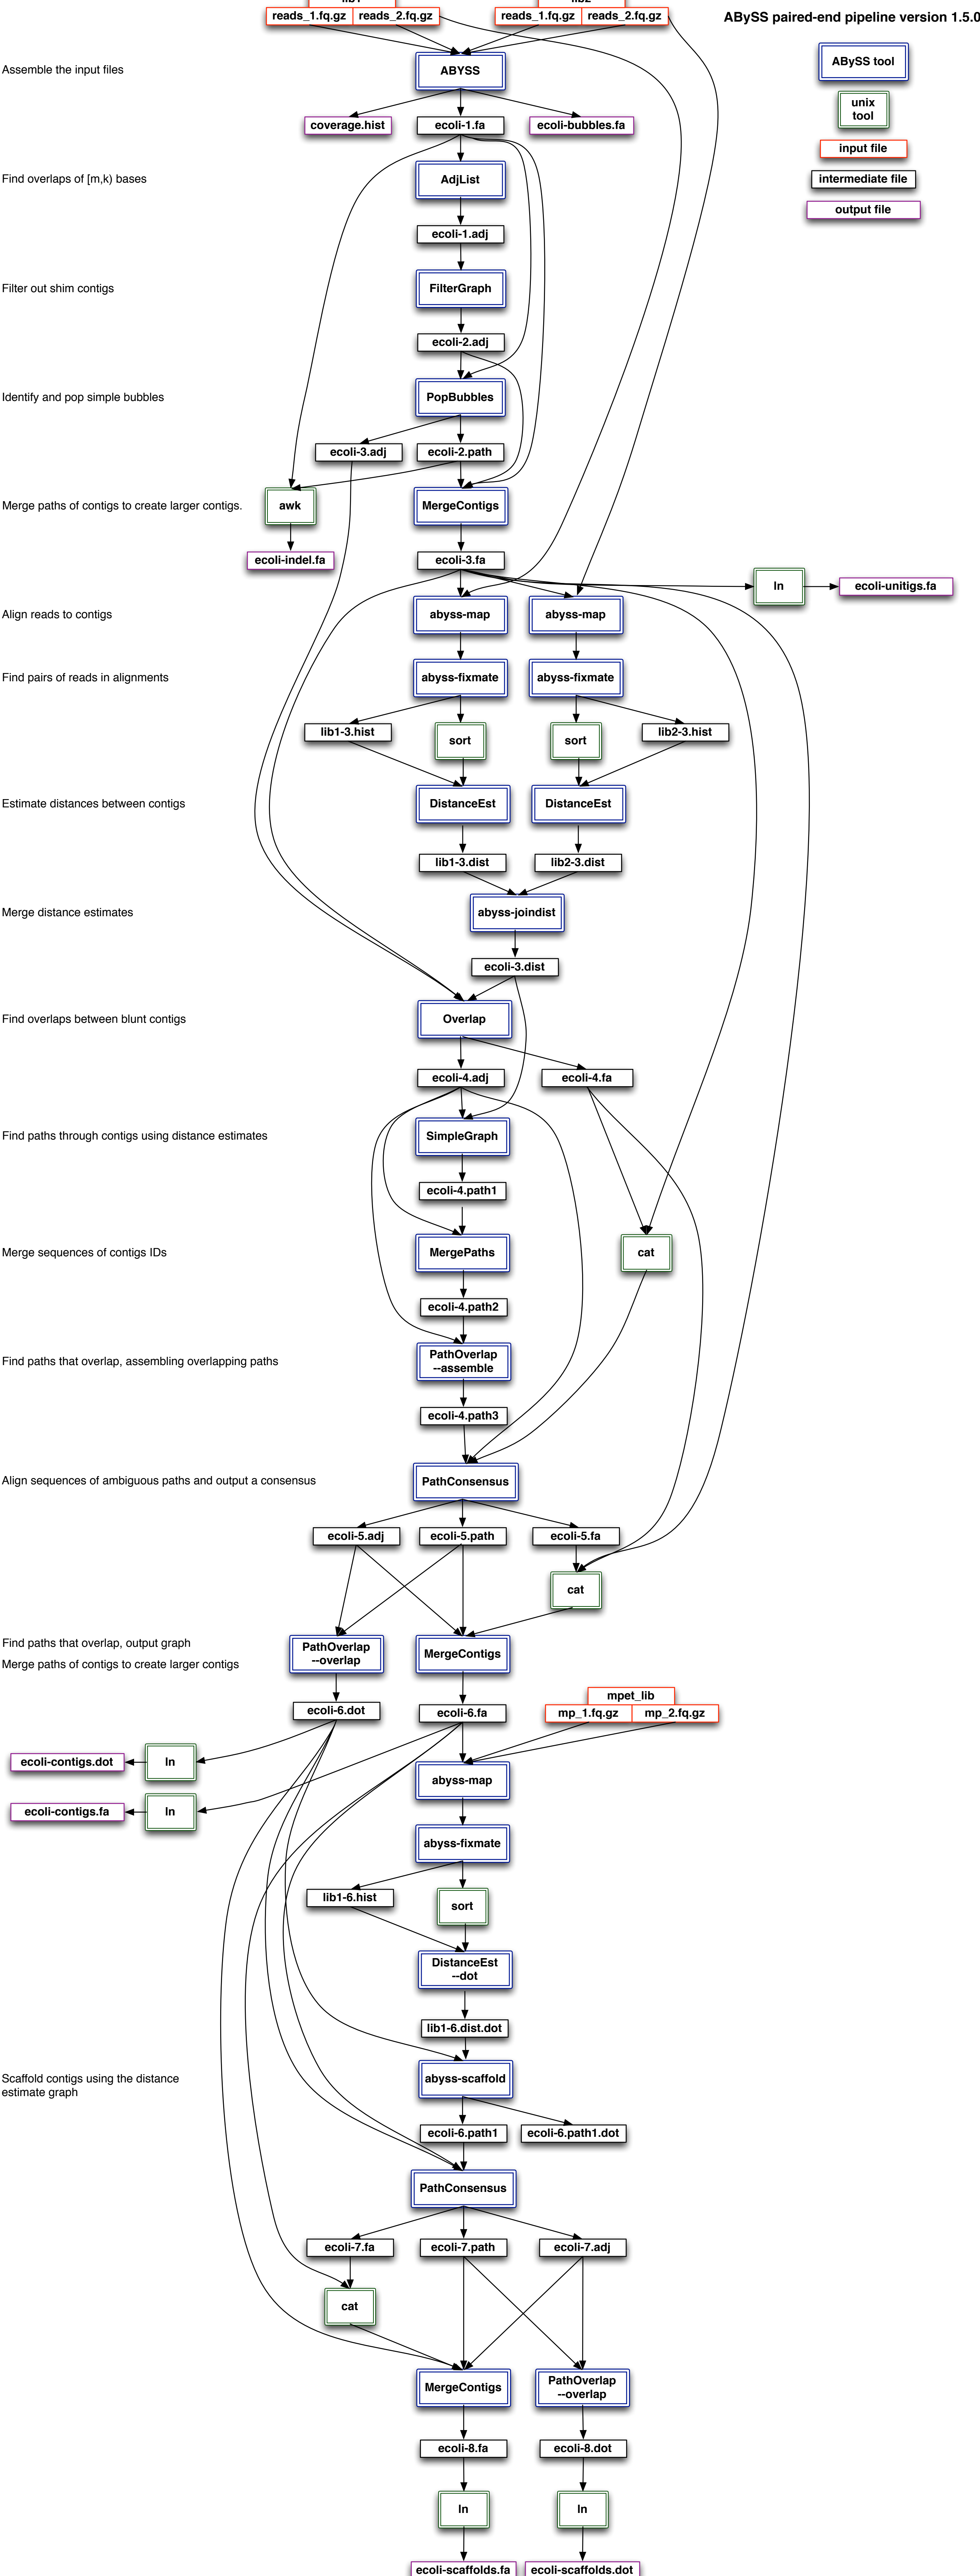 lib1
lib2
reads_1.fq.gz reads_2.fq.gz
reads_1.fq.gz reads_2.fq.gz
ABySS paired-end pipeline version 1.5.0
ABySS tool
unix
tool
input file
intermediate file
output file
Assemble the input files
ABYSS
coverage.hist
ecoli-1.fa
ecoli-bubbles.fa
Find overlaps of [m,k) bases
AdjList
ecoli-1.adj
Filter out shim contigs
FilterGraph
ecoli-2.adj
Identify and pop simple bubbles
PopBubbles
ecoli-3.adj
ecoli-2.path
Merge paths of contigs to create larger contigs.
awk
MergeContigs
ecoli-indel.fa
ecoli-3.fa
ln
ecoli-unitigs.fa
Align reads to contigs
abyss-map
abyss-map
Find pairs of reads in alignments
abyss-fixmate
abyss-fixmate
lib1-3.hist
sort
sort
lib2-3.hist
Estimate distances between contigs
DistanceEst
DistanceEst
lib1-3.dist
lib2-3.dist
Merge distance estimates
abyss-joindist
ecoli-3.dist
Find overlaps between blunt contigs
Overlap
ecoli-4.adj
ecoli-4.fa
Find paths through contigs using distance estimates
SimpleGraph
ecoli-4.path1
Merge sequences of contigs IDs
MergePaths
cat
ecoli-4.path2
Find paths that overlap, assembling overlapping paths
PathOverlap
--assemble
ecoli-4.path3
Align sequences of ambiguous paths and output a consensus
PathConsensus
ecoli-5.adj
ecoli-5.path
ecoli-5.fa
cat
Find paths that overlap, output graph
Merge paths of contigs to create larger contigs
PathOverlap
--overlap
MergeContigs
ecoli-6.dot
ecoli-6.fa
mpet_lib
mp_1.fq.gz mp_2.fq.gz
ecoli-contigs.dot
ln
abyss-map
ecoli-contigs.fa
ln
abyss-fixmate
lib1-6.hist
sort
DistanceEst
--dot
lib1-6.dist.dot
Scaffold contigs using the distance
estimate graph
abyss-scaffold
ecoli-6.path1
ecoli-6.path1.dot
PathConsensus
ecoli-7.fa
ecoli-7.path
ecoli-7.adj
cat
MergeContigs
PathOverlap
--overlap
ecoli-8.fa
ecoli-8.dot
ln
ln
ecoli-scaffolds.fa
ecoli-scaffolds.dot